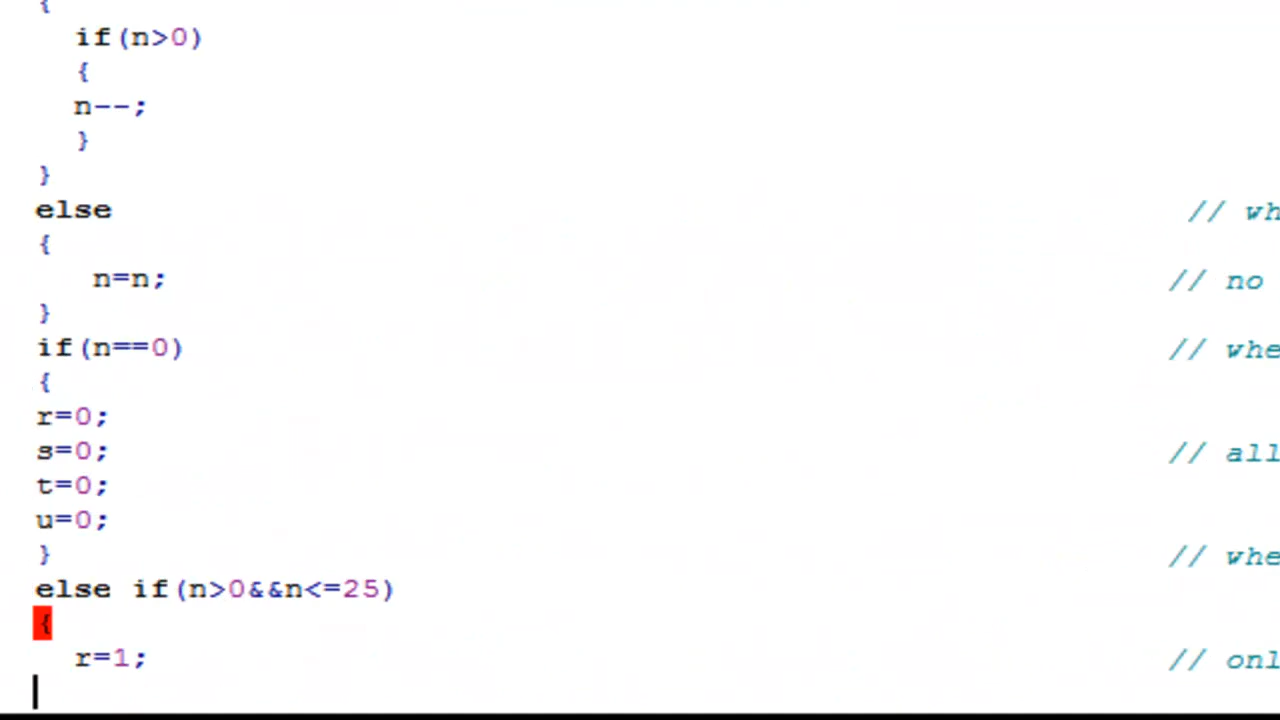 {
if(n>0)
{
n--;
}
}
else // wh
{
n=n; // no
}
if(n==0) // whe
{
r=0;
s=0; // all
t=0;
u=0;
} // whe
else if(n>0&&n<=25)
{
r=1; // onl